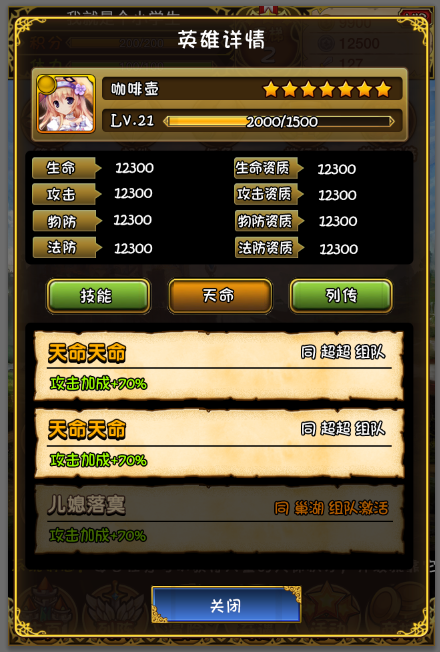 英雄详情
咖啡壶
LV.21 2000/1500
生命 12300 生命资质 12300
攻击 12300 攻击资质 12300
物防 12300 物防资质 12300
法防 12300 法防资质 12300
技能 天命 列传
天命天命 同 超超 组队
攻击加成+70%
天命天命 同 超超 组队
攻击加成+70%
儿媳落寞 同 巢湖 组队激活
攻击加成+70%
关闭
12500